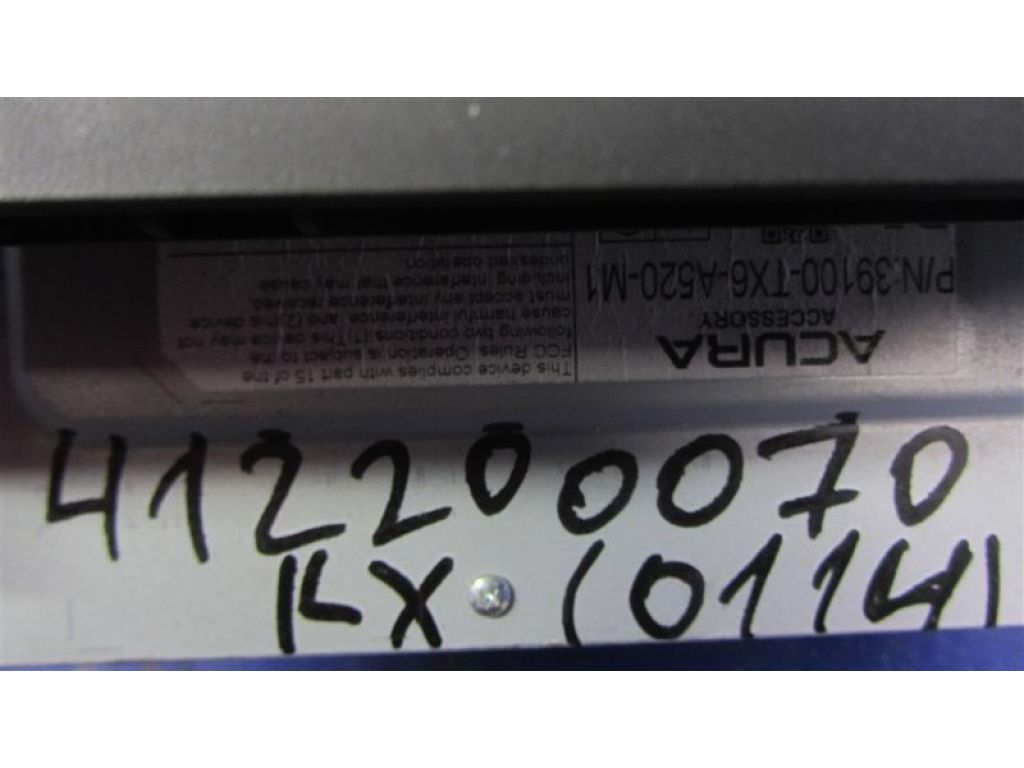 This device complies with part 15 of the
FCC Rules. Operation is subject to the
following two conditions: (1)This device may not
cause harmful interference, and (2)this device
must accept any interference received,
including interference that may cause
undesired operation.
ACURA
ACCESSORY
P/N:39100-TX6-A520-M1
412200070
KX (0114)